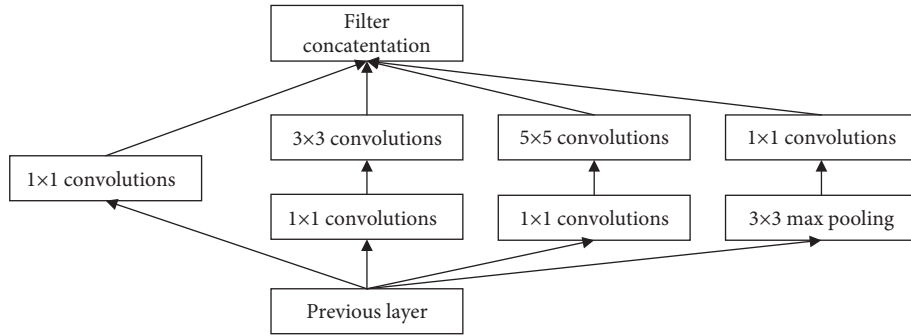 Filter
concatentation
3×3 convolutions
5×5 convolutions
1×1 convolutions
1×1 convolutions
1×1 convolutions
1×1 convolutions
3×3 max pooling
Previous layer